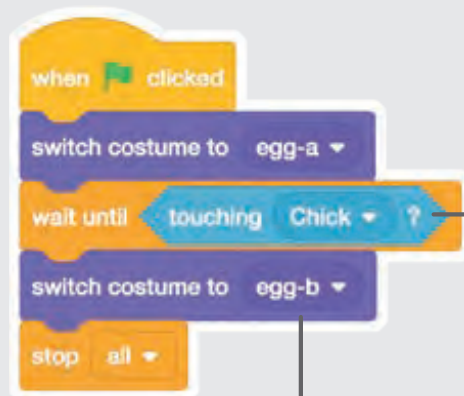 when clicked
switch costume to egg-a
wait until touching Chick ?
switch costume to egg-b
stop all